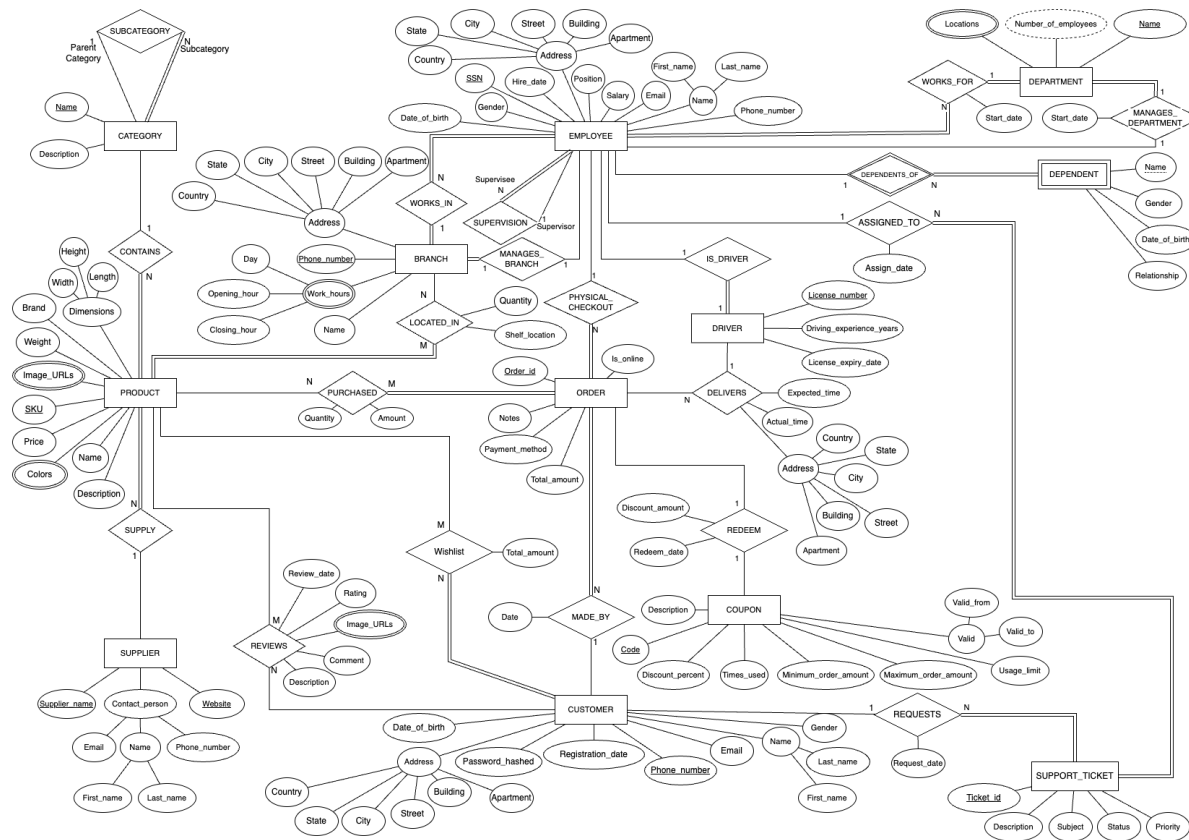 SUBCATEGORY
1
N
Parent
Category
Subcategory
Name
CATEGORY
Description
1
CONTAINS
N
Height
Width
Length
Dimensions
Brand
Weight
Image_URLs
PRODUCT
SKU
Price
Name
Colors
Description
N
SUPPLY
1
SUPPLIER
Supplier_name
Contact_person
Website
Email
Name
Phone_number
First_name
Last_name
State
City
Street
Building
Apartment
Country
Address
SSN
Hire_date
Position
Salary
Email
First_name
Last_name
Name
Gender
Phone_number
Date_of_birth
EMPLOYEE
State
City
Street
Building
Apartment
Country
Address
N
WORKS_IN
1
Supervisee
N
SUPERVISION
1
Supervisor
Phone_number
BRANCH
1
MANAGES_
BRANCH
1
Day
Opening_hour
Work_hours
Closing_hour
Name
N
LOCATED_IN
M
Quantity
Shelf_location
1
PHYSICAL_
CHECKOUT
N
Locations
Number_of_employees
Name
WORKS_FOR
1
N
DEPARTMENT
Start_date
Start_date
1
MANAGES_
DEPARTMENT
1
1
DEPENDENTS_OF
N
DEPENDENT
Name
Gender
Date_of_birth
Relationship
1
ASSIGNED_TO
N
Assign_date
1
IS_DRIVER
1
DRIVER
License_number
Driving_experience_years
License_expiry_date
1
DELIVERS
N
Expected_time
Actual_time
Country
State
Address
City
Building
Street
Apartment
N
PURCHASED
M
Quantity
Amount
Order_id
Is_online
ORDER
Notes
Payment_method
Total_amount
1
REDEEM
1
Discount_amount
Redeem_date
M
Wishlist
N
Total_amount
N
MADE_BY
1
Date
Description
COUPON
Code
Discount_percent
Times_used
Minimum_order_amount
Maximum_order_amount
Usage_limit
Valid_from
Valid
Valid_to
M
REVIEWS
N
Review_date
Rating
Image_URLs
Comment
Description
CUSTOMER
Date_of_birth
Address
Country
State
City
Street
Building
Apartment
Password_hashed
Registration_date
Phone_number
Email
Gender
Name
Last_name
First_name
1
REQUESTS
N
Request_date
SUPPORT_TICKET
Ticket_id
Description
Subject
Status
Priority